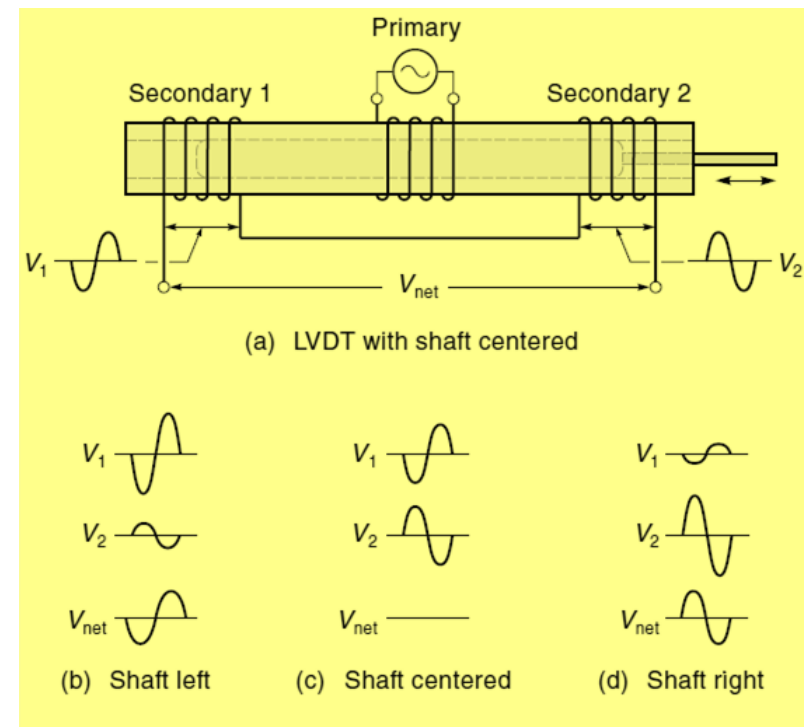 Primary
Secondary 1 Secondary 2
V1 V2
Vnet
(a) LVDT with shaft centered
V1 V1 V1
V2 V2 V2
Vnet Vnet Vnet
(b) Shaft left (c) Shaft centered (d) Shaft right